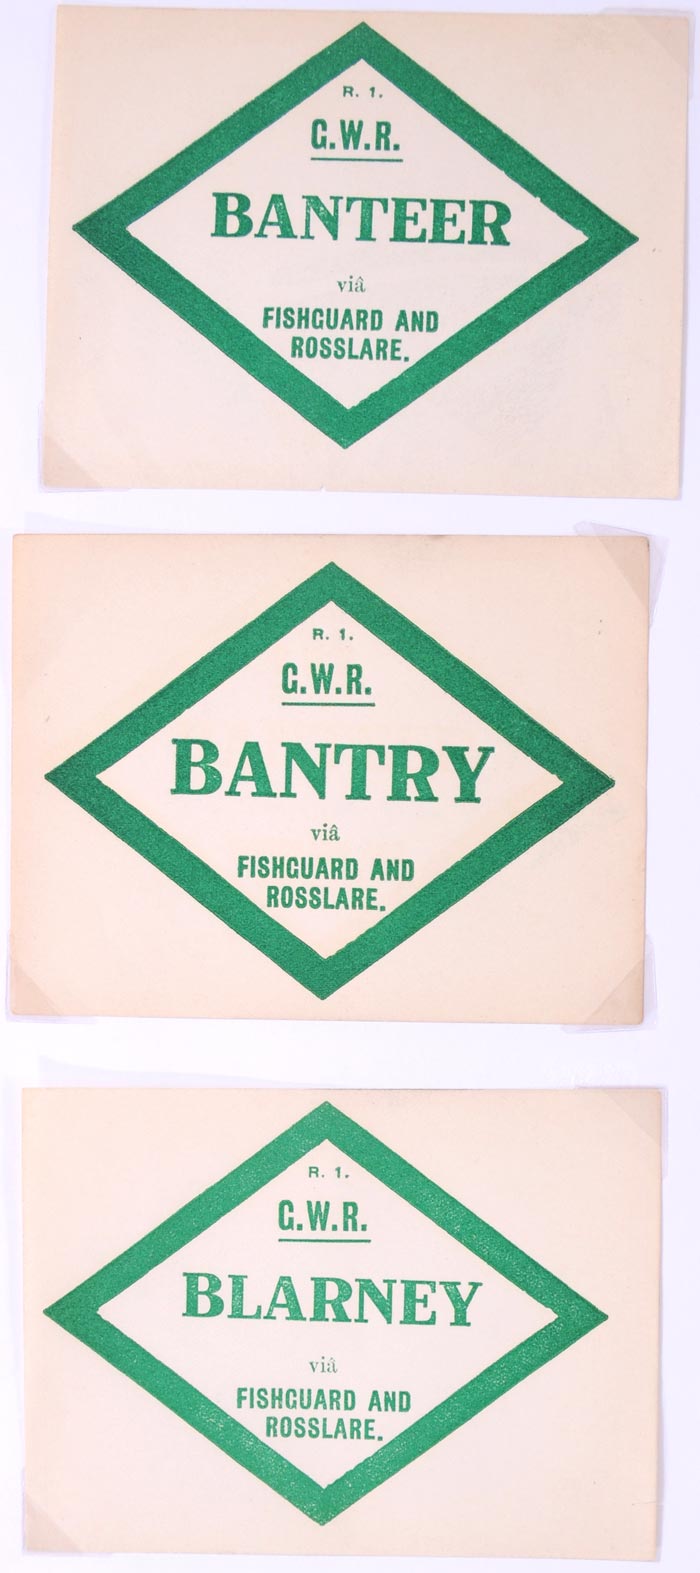 R. 1.
G.W.R.
BANTEER
viâ
FISHGUARD AND
ROSSLARE.
R. 1.
G.W.R.
BANTRY
viâ
FISHGUARD AND
ROSSLARE.
R. 1.
G.W.R.
BLARNEY
viâ
FISHGUARD AND
ROSSLARE.